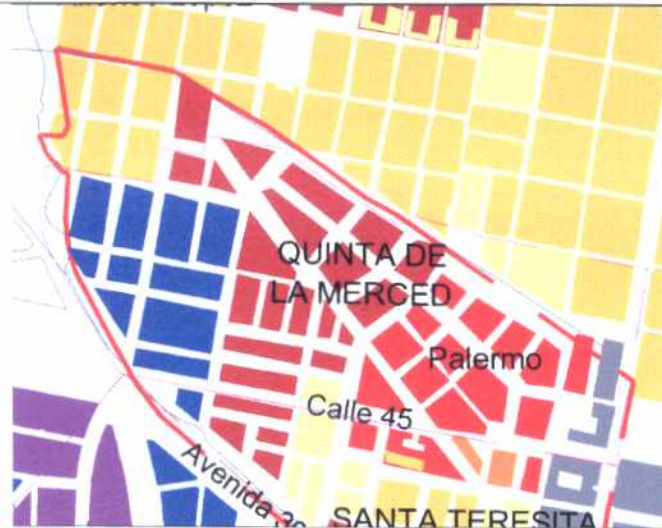 QUINTA DE
LA MERCED
Palermo
Calle 45
Avenida
SANTA TERESITA